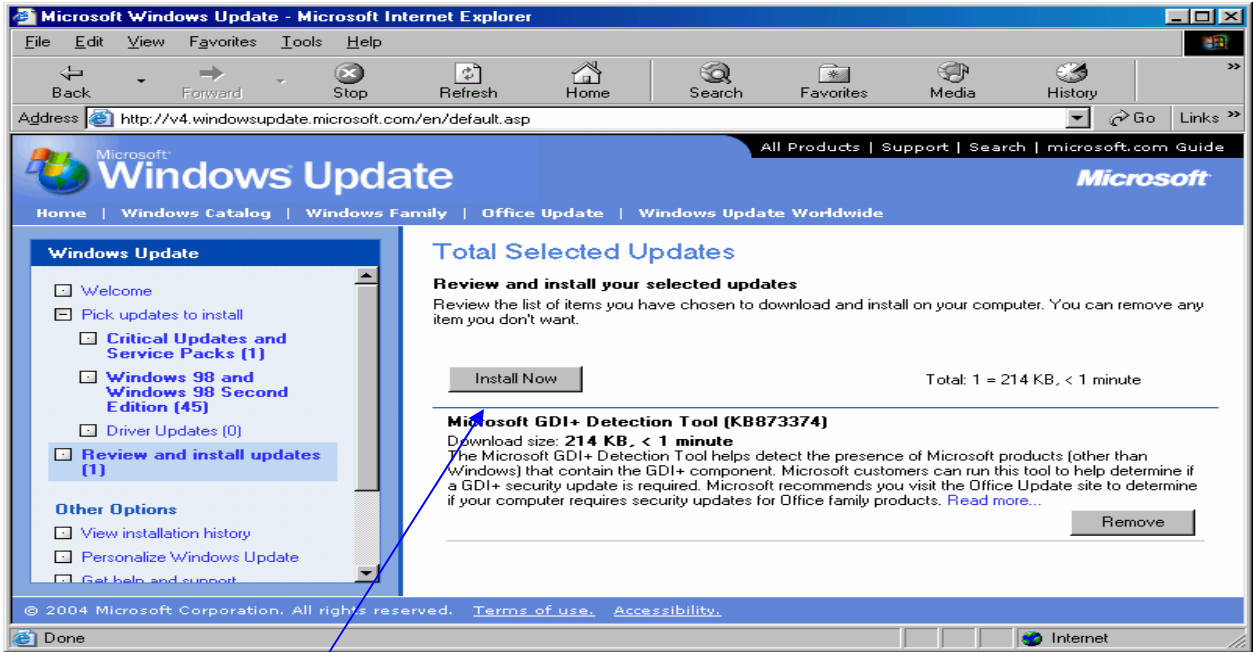 Microsoft Windows Update - Microsoft Internet Explorer
File Edit View Favorites Tools Help
Back Forward Stop Refresh Home Search Favorites Media History »
Address http://v4.windowsupdate.microsoft.com/en/default.asp Go Links »
All Products | Support | Search | microsoft.com Guide
Microsoft
Windows Update
Microsoft
Home | Windows Catalog | Windows Family | Office Update | Windows Update Worldwide
Windows Update
Welcome
Pick updates to install
Critical Updates and
Service Packs (1)
Windows 98 and
Windows 98 Second
Edition (45)
Driver Updates (0)
Review and install updates
(1)
Other Options
View installation history
Personalize Windows Update
Get help and support
Total Selected Updates
Review and install your selected updates
Review the list of items you have chosen to download and install on your computer. You can remove any
item you don't want.
Install Now
Total: 1 = 214 KB, < 1 minute
Microsoft GDI+ Detection Tool (KB873374)
Download size: 214 KB, < 1 minute
The Microsoft GDI+ Detection Tool helps detect the presence of Microsoft products (other than
Windows) that contain the GDI+ component. Microsoft customers can run this tool to help determine if
a GDI+ security update is required. Microsoft recommends you visit the Office Update site to determine
if your computer requires security updates for Office family products. Read more...
Remove
© 2004 Microsoft Corporation. All rights reserved. Terms of use. Accessibility.
Done Internet